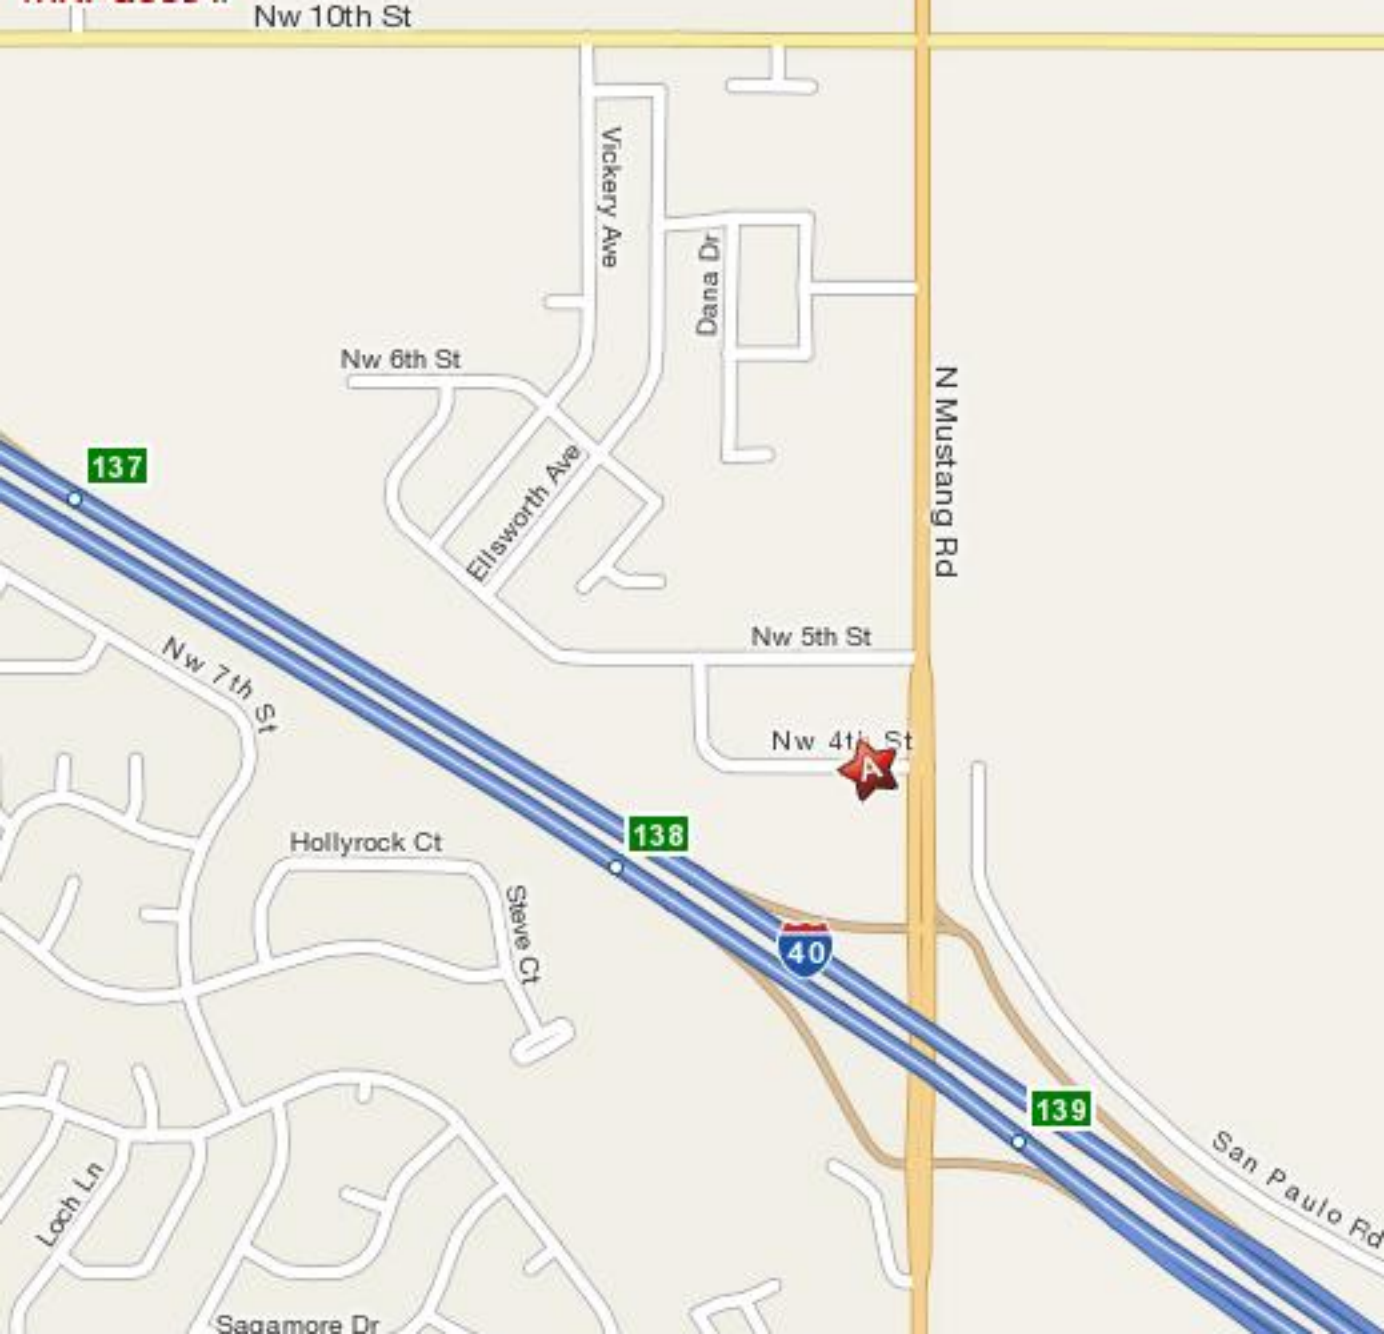 Nw 10th St
Vickery Ave
Dana Dr
Nw 6th St
N Mustang Rd
137
Ellsworth Ave
Nw 5th St
Nw 7th St
Nw 4th St
138
Hollyrock Ct
Steve Ct
40
139
San Paulo Rd
Loch Ln
Sagamore Dr
A